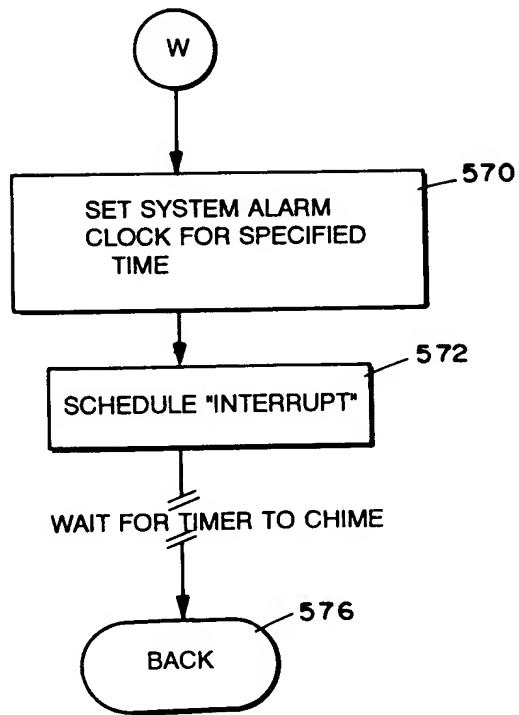 W
570
SET SYSTEM ALARM
CLOCK FOR SPECIFIED
TIME
572
SCHEDULE "INTERRUPT"
WAIT FOR TIMER TO CHIME
576
BACK